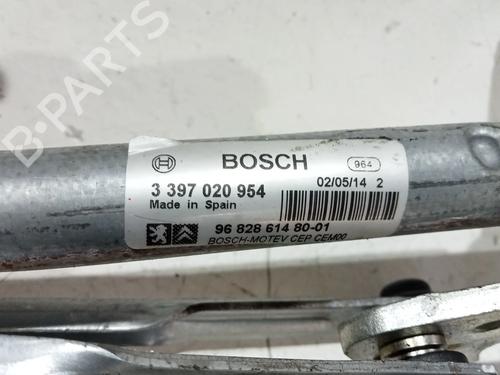 B-PARTS
BOSCH
964
3 397 020 954
02/05/14 2
Made in Spain
96 828 614 80-01
BOSCH-MOTEV CEP CEM00